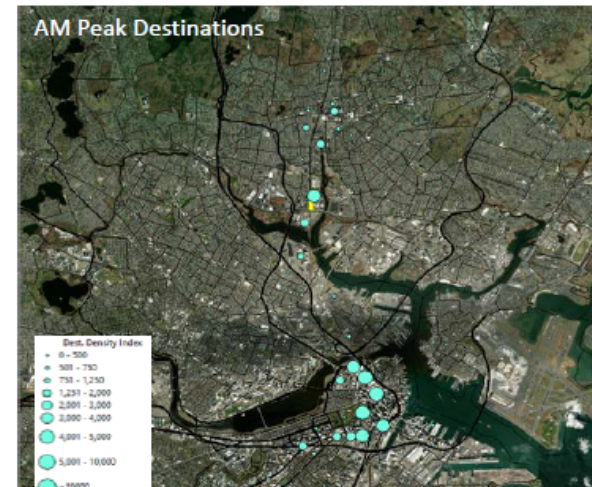 AM Peak Destinations
Dest. Density Index
0 - 500
501 - 750
751 - 1,250
1,251 - 2,000
2,001 - 3,000
3,000 - 4,000
4,001 - 5,000
5,001 - 10,000